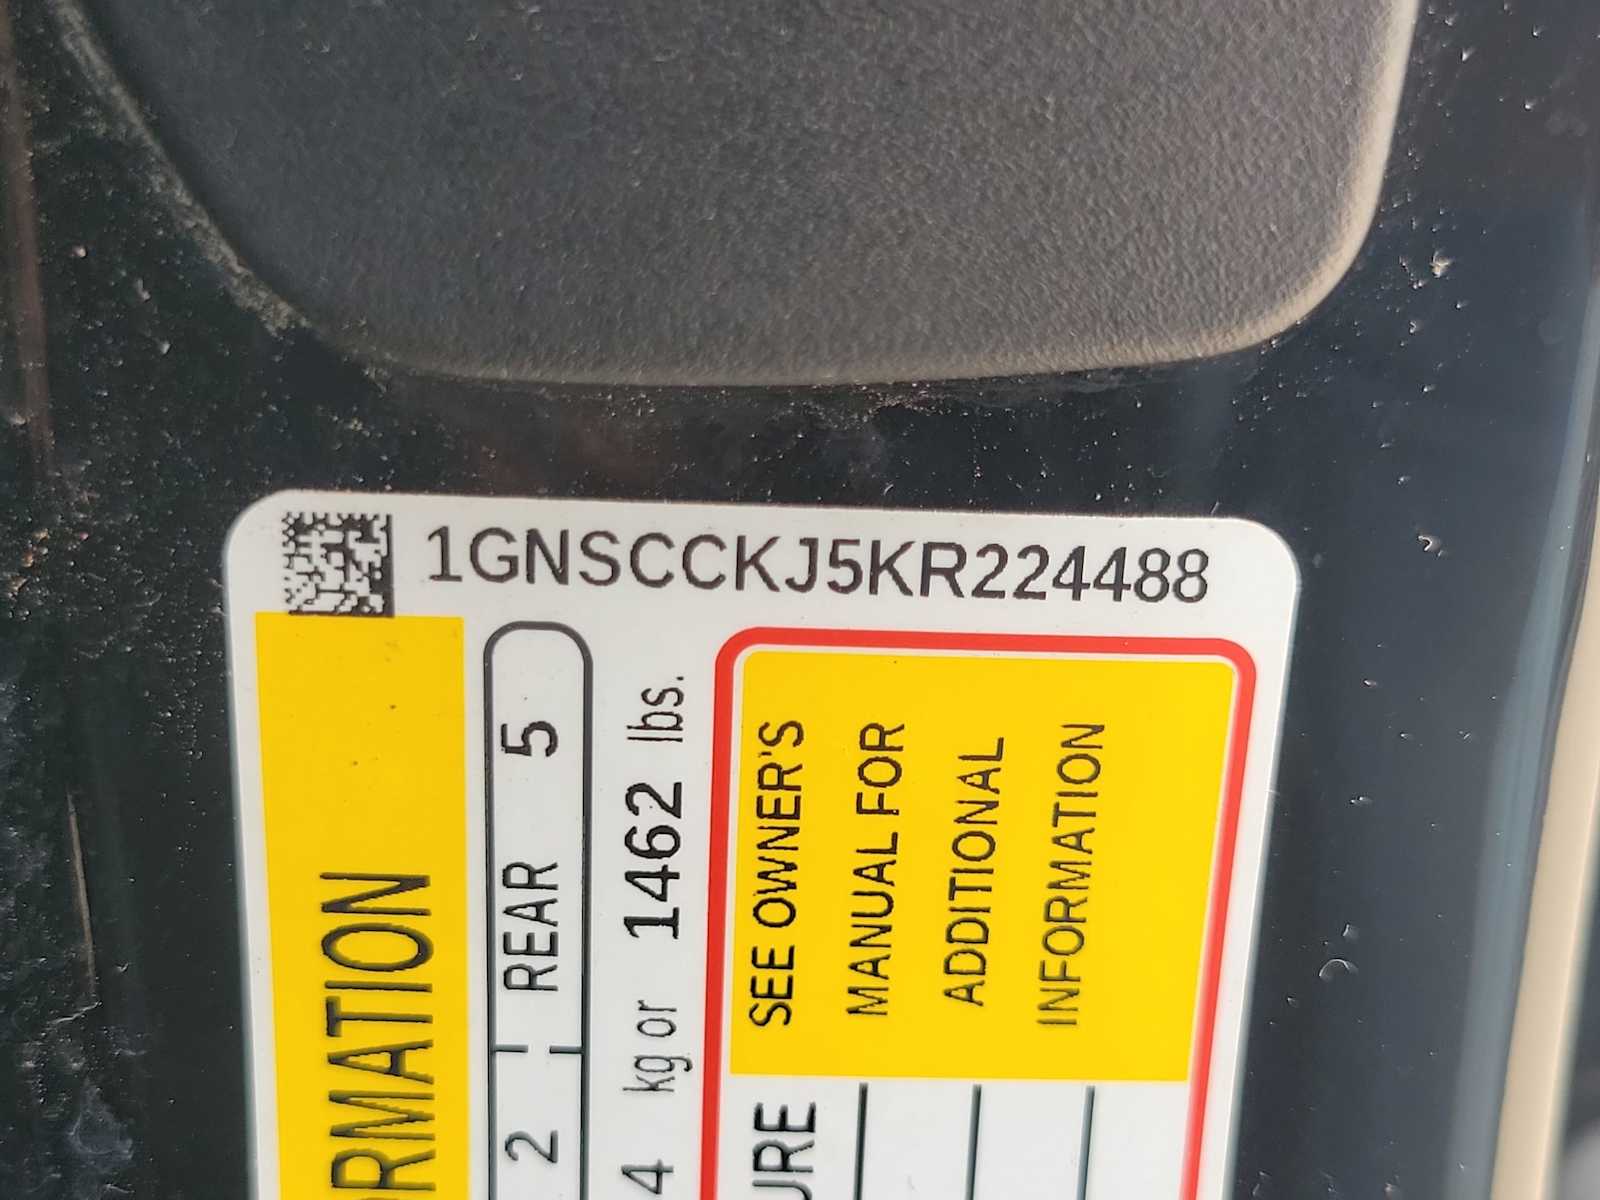 1GNSCCKJ5KR224488
RMATION
2 REAR 5
4 kg or 1462 lbs.
SEE OWNER'S
MANUAL FOR
ADDITIONAL
INFORMATION
URE